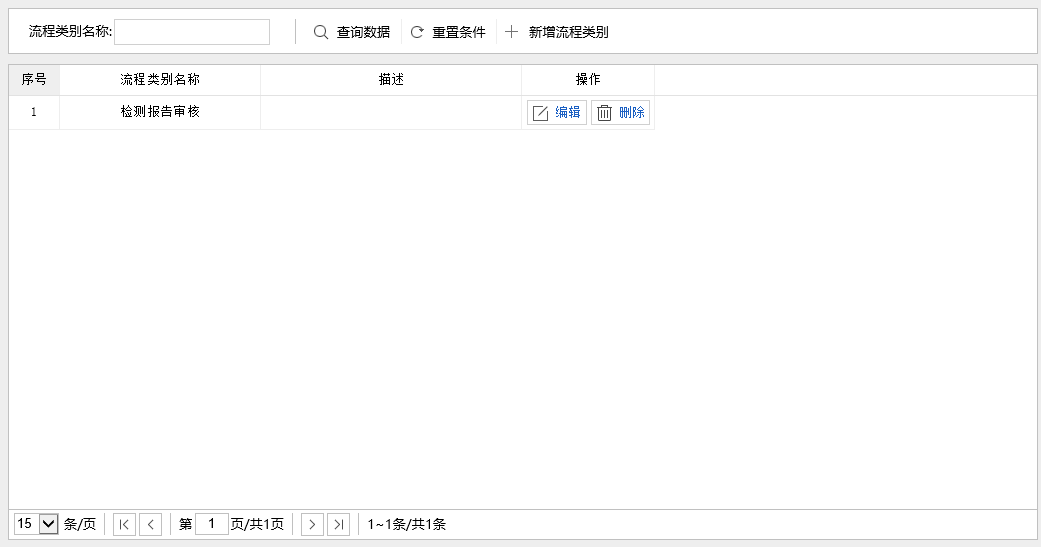 流程类别名称: 查询数据 重置条件 新增流程类别
序号 流程类别名称 描述 操作
1 检测报告审核 编辑 删除
15 条/页 第 1 页/共1页 1~1条/共1条